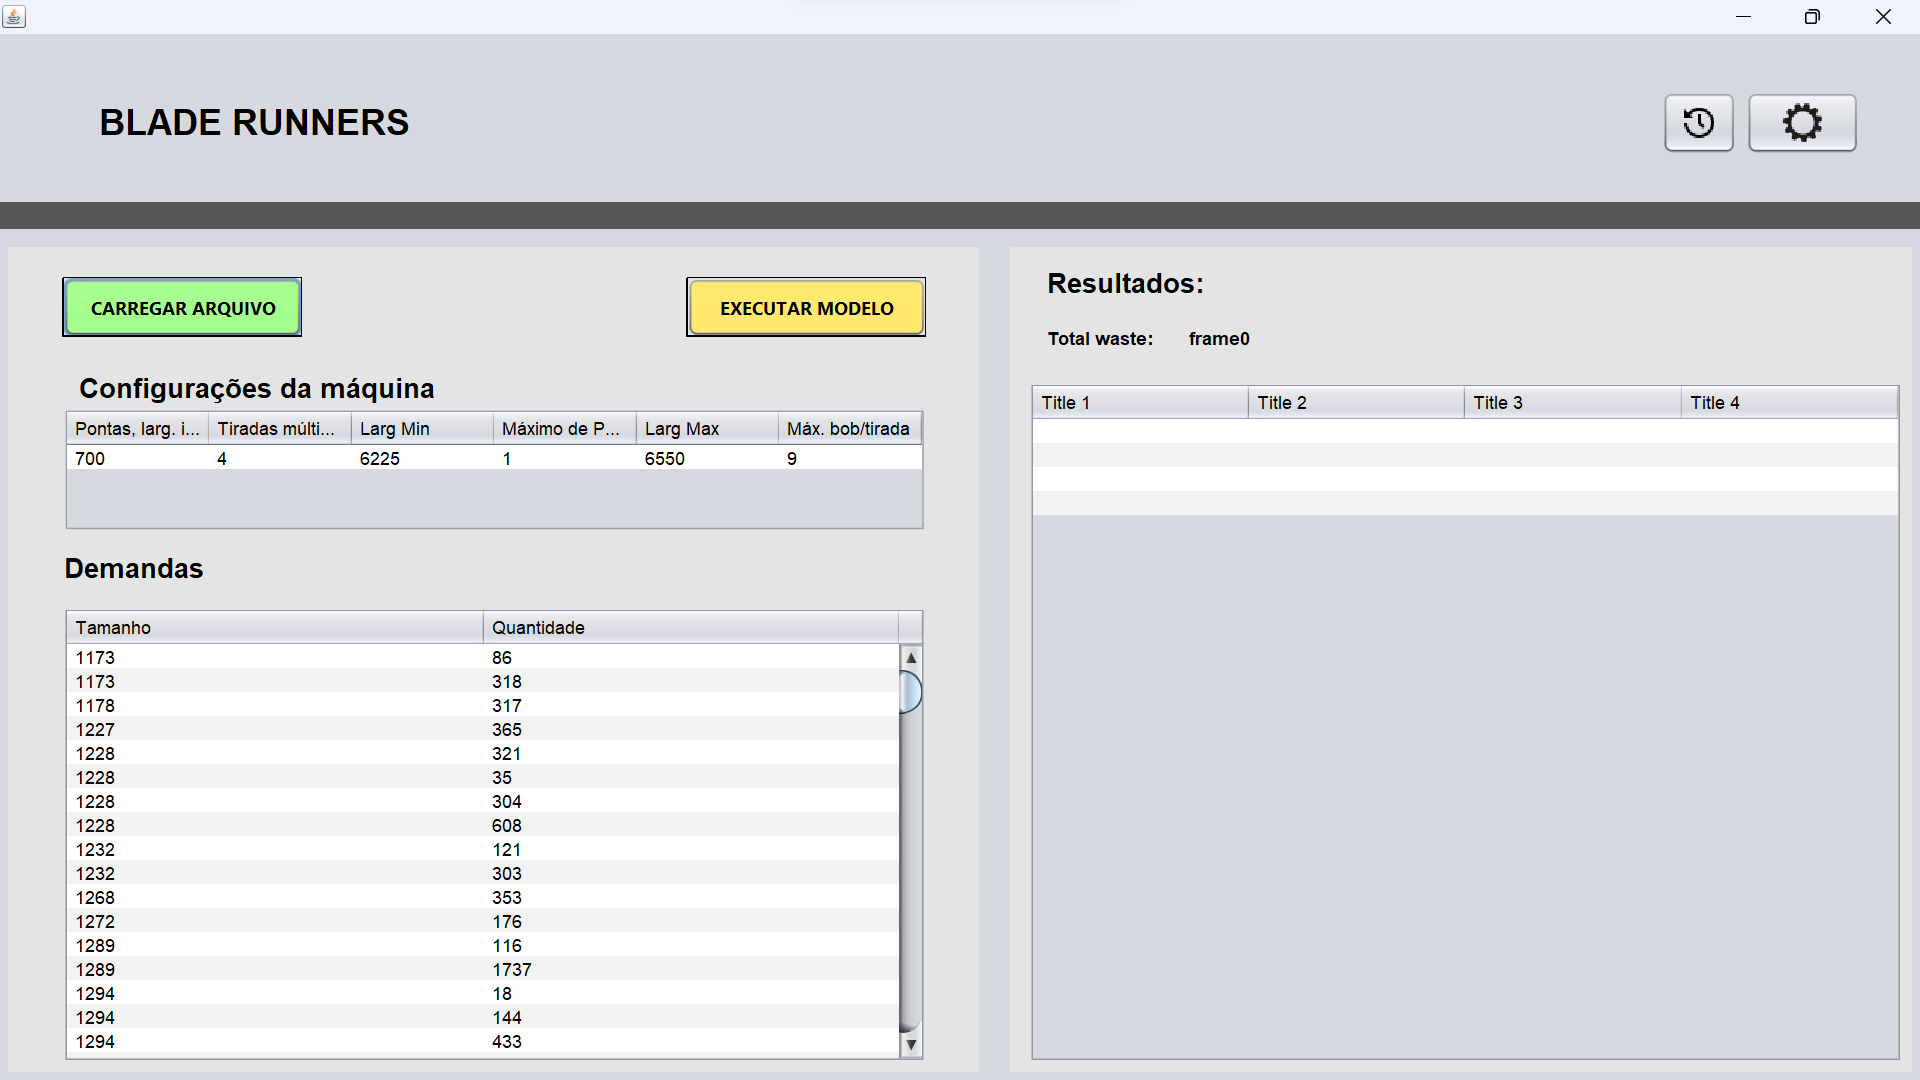 BLADE RUNNERS
CARREGAR ARQUIVO
EXECUTAR MODELO
Configurações da máquina
Pontas, larg. i... Tiradas múlti... Larg Min Máximo de P... Larg Max Máx. bob/tirada
700 4 6225 1 6550 9
Demandas
Tamanho Quantidade
1173 86
1173 318
1178 317
1227 365
1228 321
1228 35
1228 304
1228 608
1232 121
1232 303
1268 353
1272 176
1289 116
1289 1737
1294 18
1294 144
1294 433
Resultados:
Total waste: frame0
Title 1 Title 2 Title 3 Title 4